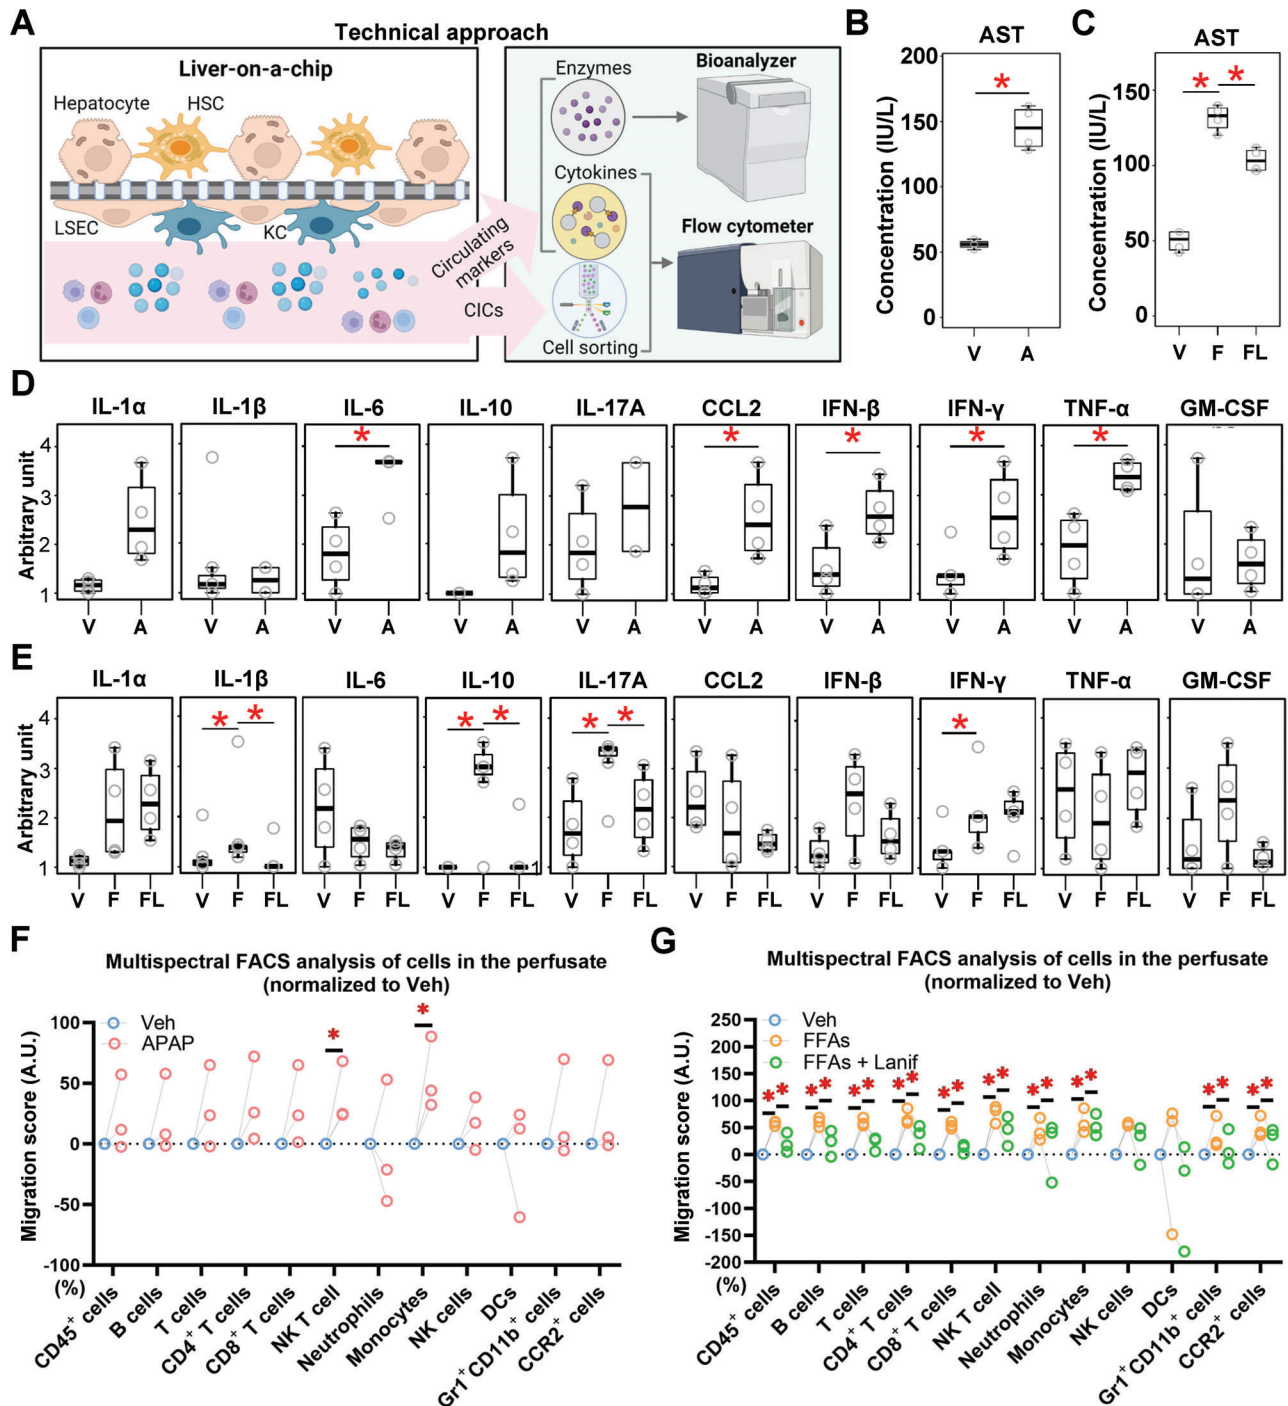 A
Technical approach
Liver-on-a-chip
Hepatocyte
HSC
LSEC
KC
Circulating
markers
CICs
Enzymes
Cytokines
Cell sorting
Bioanalyzer
Flow cytometer
B
AST
Concentration (IU/L)
200
150
100
50
0
V A
*
C
AST
Concentration (IU/L)
150
100
50
0
V F FL
* *
D
IL-1α IL-1β IL-6 IL-10 IL-17A CCL2 IFN-β IFN-γ TNF-α GM-CSF
* * * * *
Arbitrary unit
4
3
2
1
V A V A V A V A V A V A V A V A V A V A
E
IL-1α IL-1β IL-6 IL-10 IL-17A CCL2 IFN-β IFN-γ TNF-α GM-CSF
* * * * * * *
Arbitrary unit
4
3
2
1
1
V F FL V F FL V F FL V F FL V F FL V F FL V F FL V F FL V F FL V F FL
F
Multispectral FACS analysis of cells in the perfusate
(normalized to Veh)
Veh
APAP
* *
Migration score (A.U.)
100
50
0
-50
-100
(%)
CD45+ cells
B cells
T cells
CD4+ T cells
CD8+ T cells
NK T cell
Neutrophils
Monocytes
NK cells
DCs
Gr1+CD11b+ cells
CCR2+ cells
G
Multispectral FACS analysis of cells in the perfusate
(normalized to Veh)
Veh
FFAs
FFAs + Lanif
* * * * * * * * * * * * * * * * * * * *
Migration score (A.U.)
250
200
150
100
50
0
-50
-100
-150
-200
(%)
CD45+ cells
B cells
T cells
CD4+ T cells
CD8+ T cells
NK T cell
Neutrophils
Monocytes
NK cells
DCs
Gr1+CD11b+ cells
CCR2+ cells